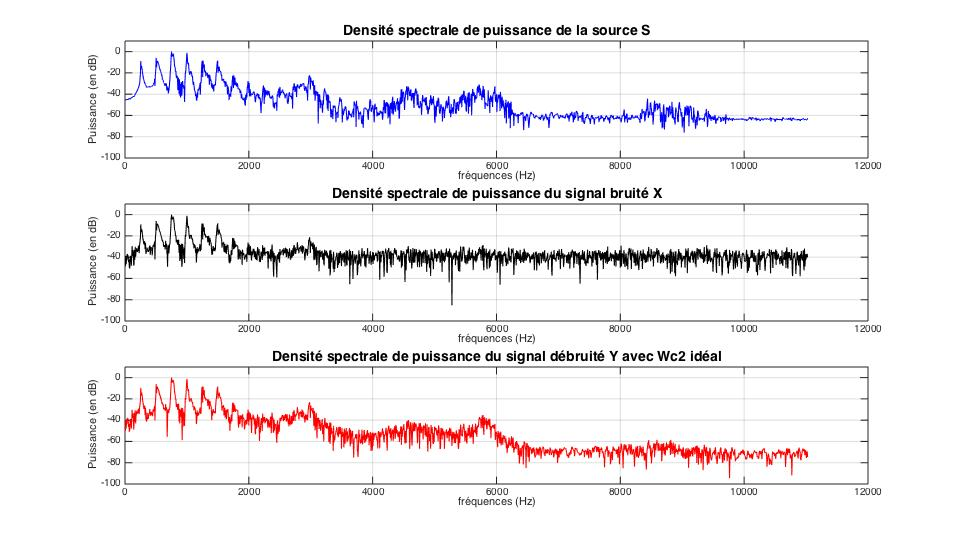 Densité spectrale de puissance de la source S
Puissance (en dB)
0
-20
-40
-60
-80
-100
0 2000 4000 6000 8000 10000 12000
fréquences (Hz)
Densité spectrale de puissance du signal bruité X
Puissance (en dB)
0
-20
-40
-60
-80
-100
0 2000 4000 6000 8000 10000 12000
fréquences (Hz)
Densité spectrale de puissance du signal débruité Y avec Wc2 idéal
Puissance (en dB)
0
-20
-40
-60
-80
-100
0 2000 4000 6000 8000 10000 12000
fréquences (Hz)